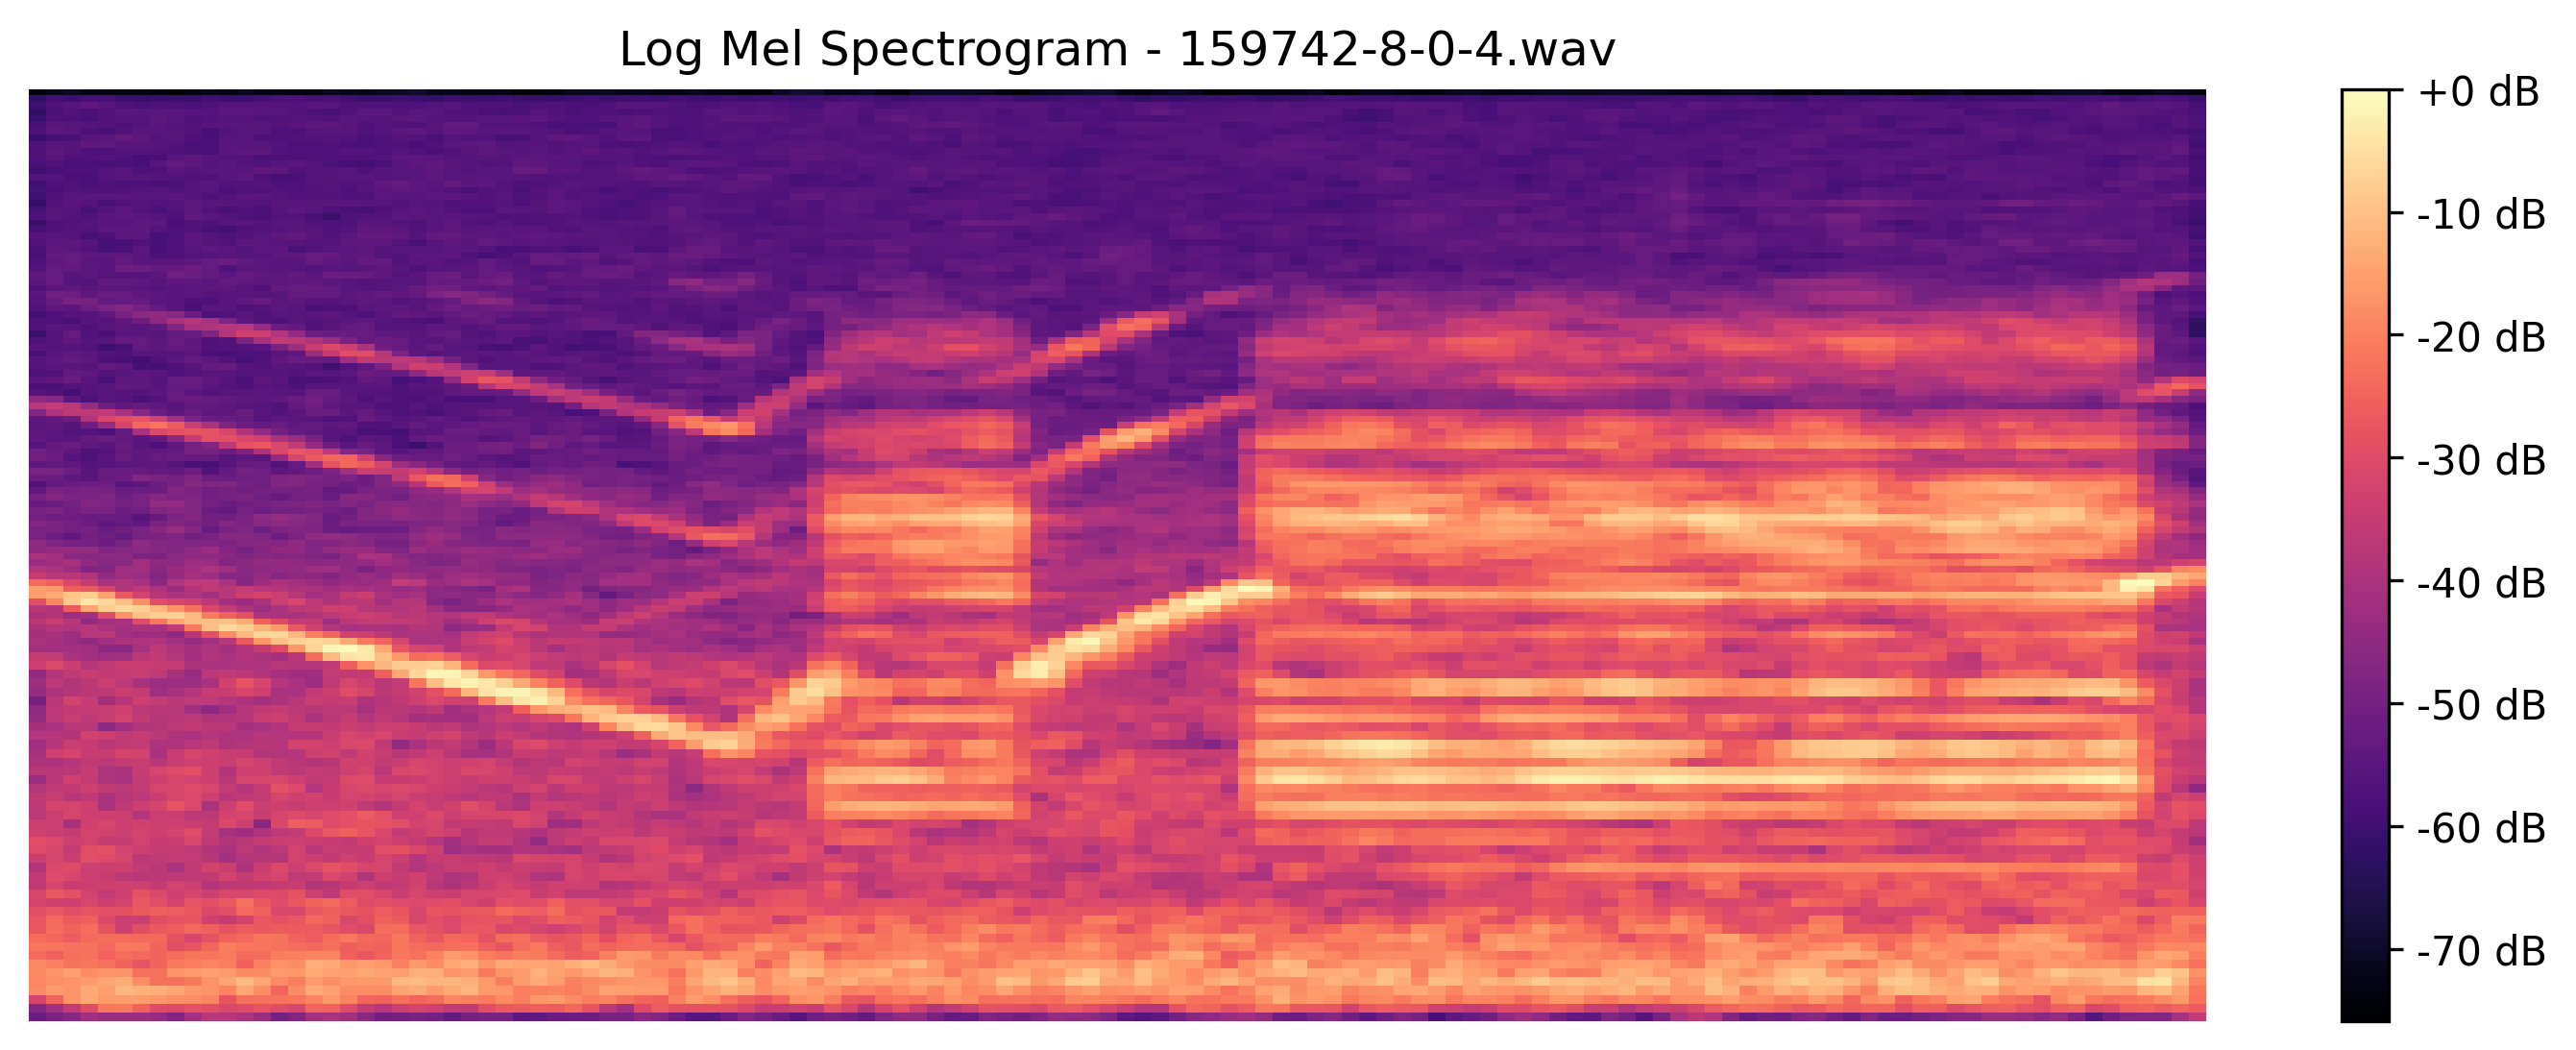 Log Mel Spectrogram - 159742-8-0-4.wav
+0 dB
-10 dB
-20 dB
-30 dB
-40 dB
-50 dB
-60 dB
-70 dB